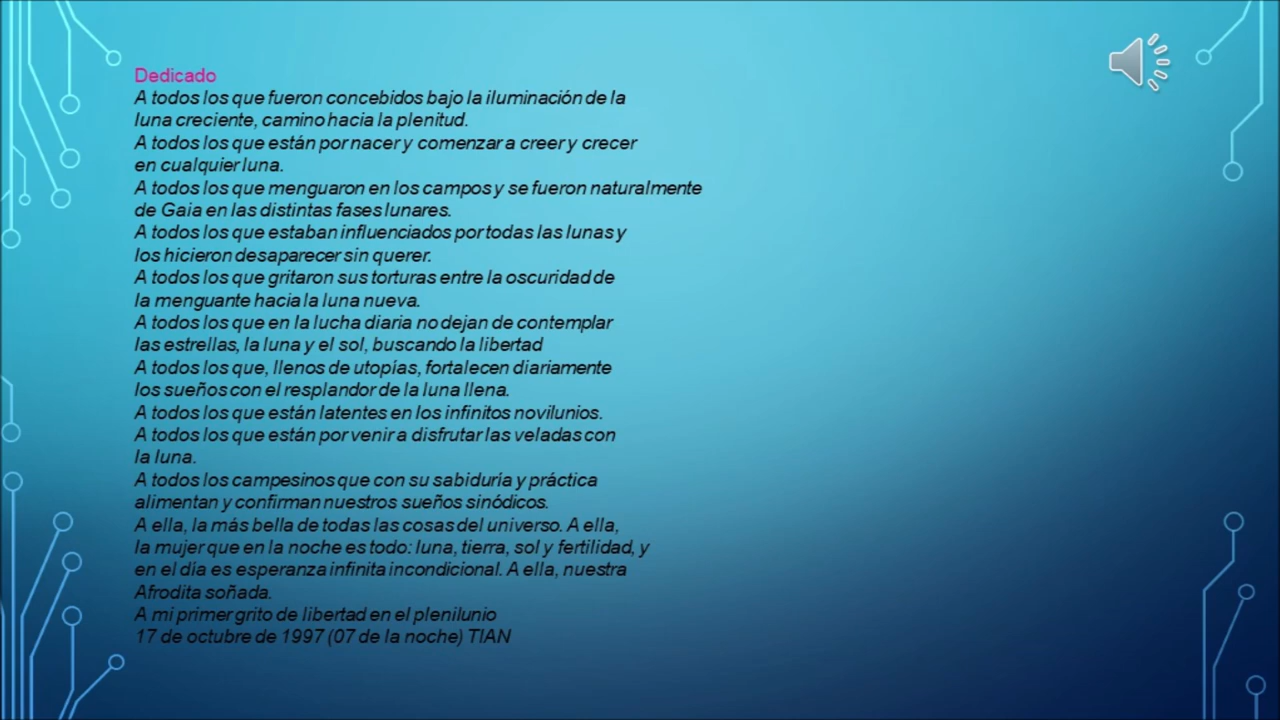 Dedicado
A todos los que fueron concebidos bajo la iluminación de la
luna creciente, camino hacia la plenitud.
A todos los que están por nacer y comenzar a creer y crecer
en cualquier luna.
A todos los que menguaron en los campos y se fueron naturalmente
de Gaia en las distintas fases lunares.
A todos los que estaban influenciados por todas las lunas y
los hicieron desaparecer sin querer.
A todos los que gritaron sus torturas entre la oscuridad de
la menguante hacia la luna nueva.
A todos los que en la lucha diaria no dejan de contemplar
las estrellas, la luna y el sol, buscando la libertad
A todos los que, llenos de utopías, fortalecen diariamente
los sueños con el resplandor de la luna llena.
A todos los que están latentes en los infinitos novilunios.
A todos los que están por venir a disfrutar las veladas con
la luna.
A todos los campesinos que con su sabiduría y práctica
alimentan y confirman nuestros sueños sinódicos.
A ella, la más bella de todas las cosas del universo. A ella,
la mujer que en la noche es todo: luna, tierra, sol y fertilidad, y
en el día es esperanza infinita incondicional. A ella, nuestra
Afrodita soñada.
A mi primer grito de libertad en el plenilunio
17 de octubre de 1997 (07 de la noche) TIAN